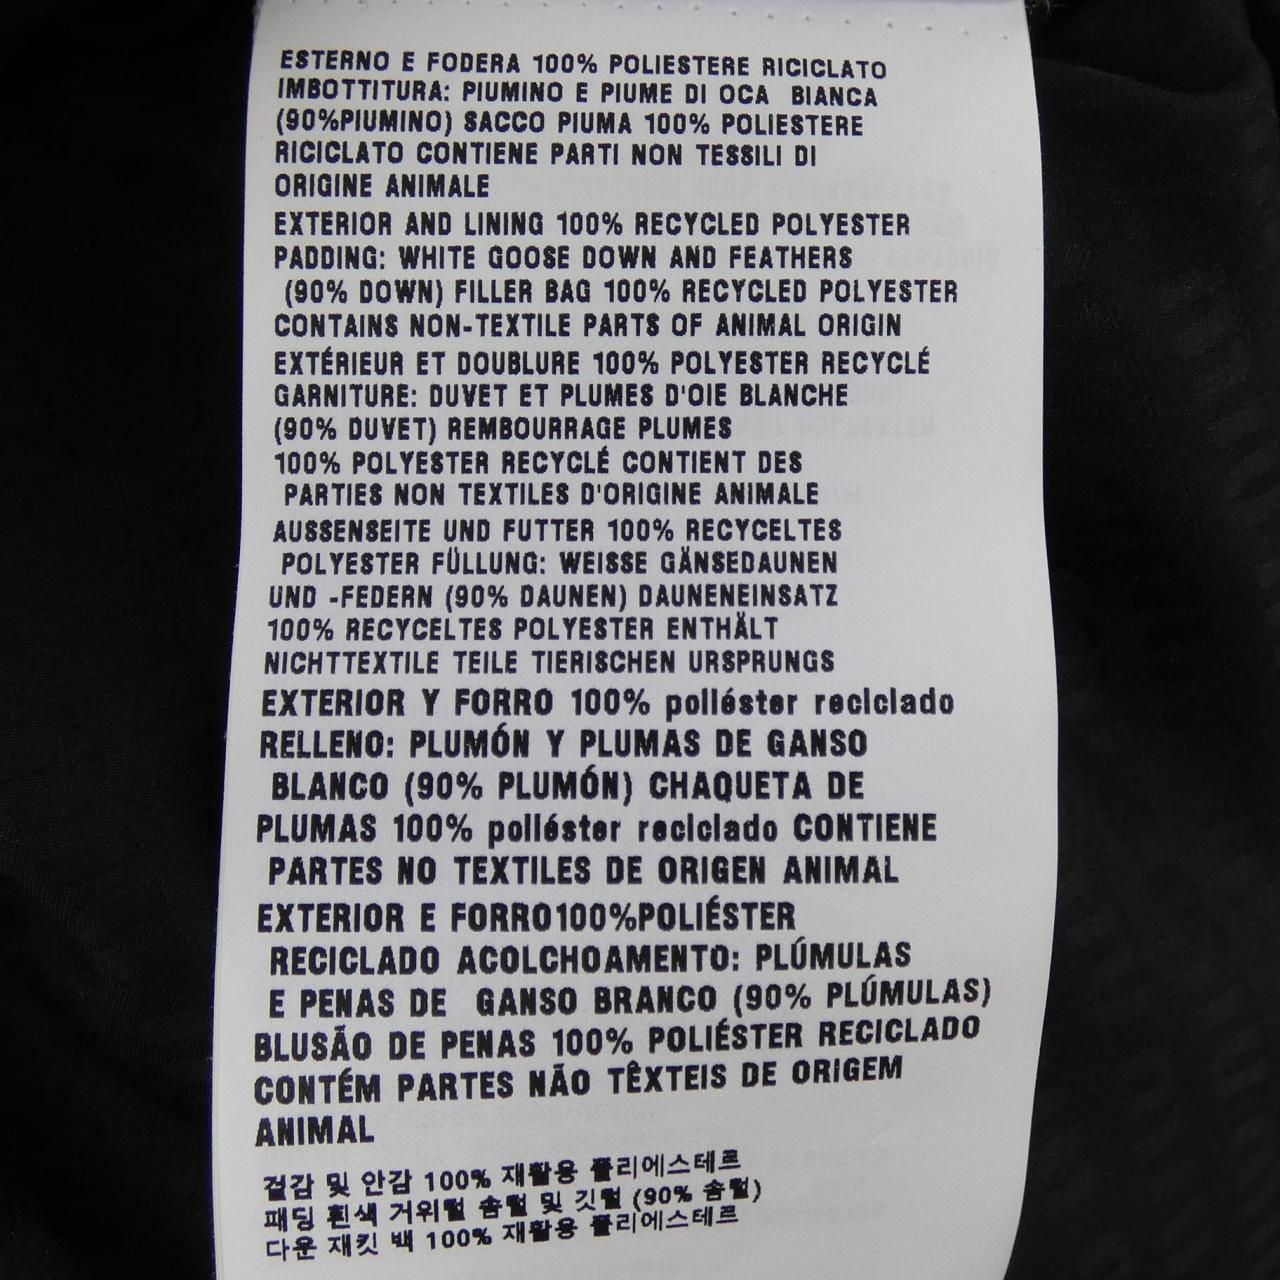 ESTERNO E FODERA 100% POLIESTERE RICICLATO
IMBOTTITURA: PIUMINO E PIUME DI OCA BIANCA
(90%PIUMINO) SACCO PIUMA 100% POLIESTERE
RICICLATO CONTIENE PARTI NON TESSILI DI
ORIGINE ANIMALE
EXTERIOR AND LINING 100% RECYCLED POLYESTER
PADDING: WHITE GOOSE DOWN AND FEATHERS
(90% DOWN) FILLER BAG 100% RECYCLED POLYESTER
CONTAINS NON-TEXTILE PARTS OF ANIMAL ORIGIN
EXTÉRIEUR ET DOUBLURE 100% POLYESTER RECYCLÉ
GARNITURE: DUVET ET PLUMES D'OIE BLANCHE
(90% DUVET) REMBOURRAGE PLUMES
100% POLYESTER RECYCLÉ CONTIENT DES
PARTIES NON TEXTILES D'ORIGINE ANIMALE
AUSSENSEITE UND FUTTER 100% RECYCELTES
POLYESTER FÜLLUNG: WEISSE GÄNSEDAUNEN
UND -FEDERN (90% DAUNEN) DAUNENEINSATZ
100% RECYCELTES POLYESTER ENTHÄLT
NICHTTEXTILE TEILE TIERISCHEN URSPRUNGS
EXTERIOR Y FORRO 100% poliéster reciclado
RELLENO: PLUMÓN Y PLUMAS DE GANSO
BLANCO (90% PLUMÓN) CHAQUETA DE
PLUMAS 100% poliéster reciclado CONTIENE
PARTES NO TEXTILES DE ORIGEN ANIMAL
EXTERIOR E FORRO100%POLIÉSTER
RECICLADO ACOLCHOAMENTO: PLÚMULAS
E PENAS DE GANSO BRANCO (90% PLÚMULAS)
BLUSÃO DE PENAS 100% POLIÉSTER RECICLADO
CONTÉM PARTES NÃO TÊXTEIS DE ORIGEM
ANIMAL
겉감 및 안감 100% 재활용 폴리에스테르
패딩 흰색 거위털 솜털 및 깃털 (90% 솜털)
다운 재킷 백 100% 재활용 폴리에스테르